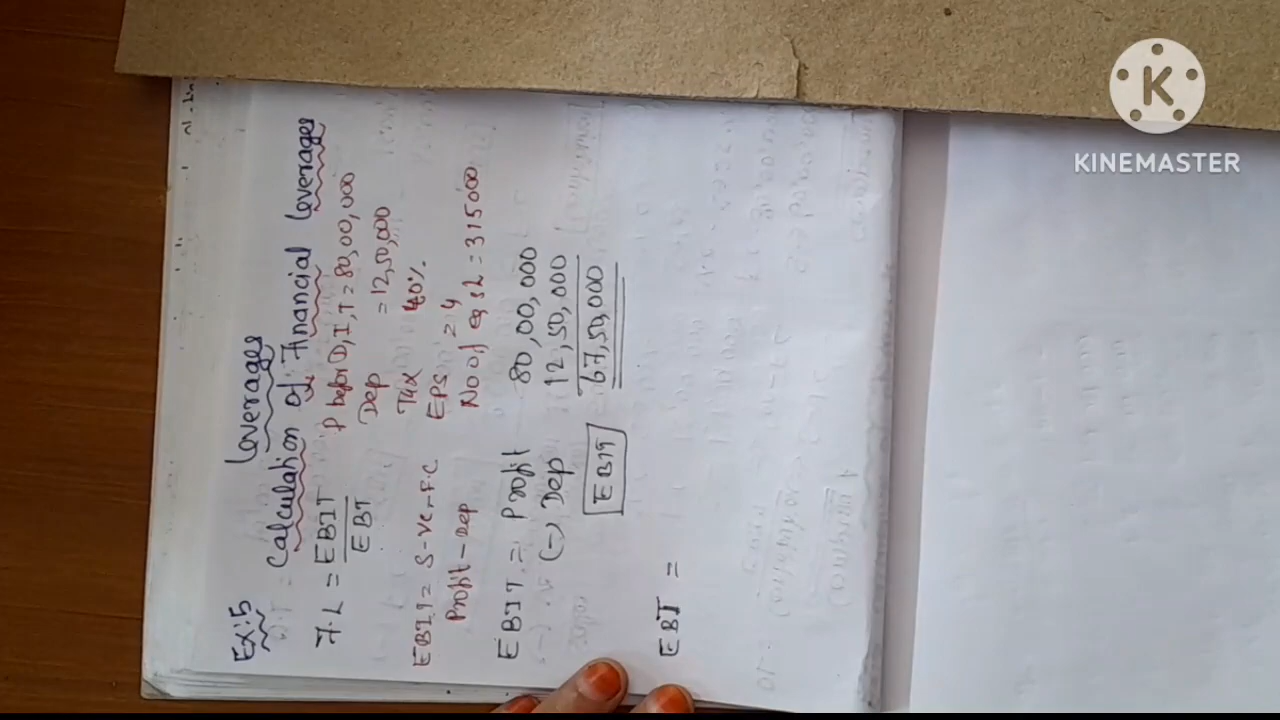 Ex:5 Leverages
Calculation of Financial Leverages
F.L = EBIT
EBT
P befor D, I, T = 80,00,000
Dep = 12,50,000
Tax 40%
EPS = 4
No of eq sh = 315000
EBIT = S-VC-F.C
Profit-Dep
EBIT = Profit 80,00,000
(-) Dep 12,50,000
EBIT 67,50,000
EBT =
KINEMASTER